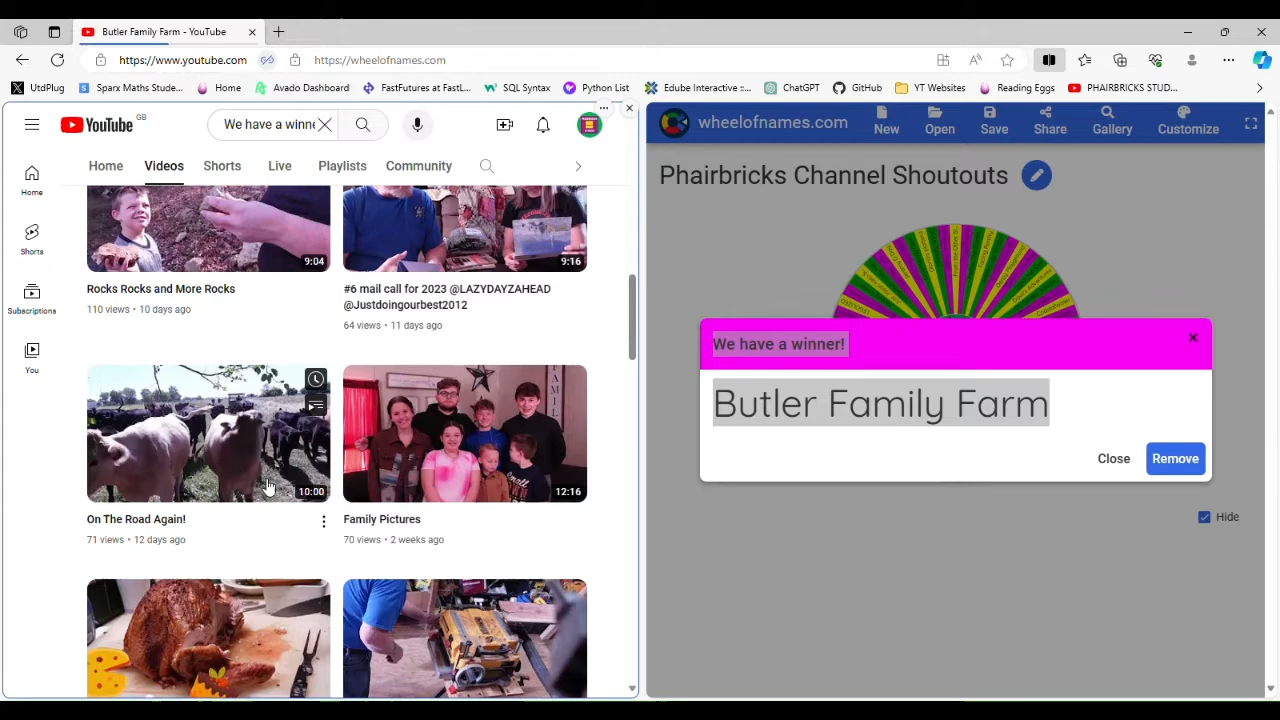 Butler Family Farm - YouTube
https://www.youtube.com
https://wheelofnames.com
UtdPlug
Sparx Maths Stude...
Home
Avado Dashboard
FastFutures at FastL...
SQL Syntax
Python List
Edube Interactive ::...
ChatGPT
GitHub
YT Websites
Reading Eggs
PHAIRBRICKS STUD...
YouTube GB
We have a winne
Home
Videos
Shorts
Live
Playlists
Community
Home
Shorts
Subscriptions
You
9:04
9:16
Rocks Rocks and More Rocks
110 views • 10 days ago
#6 mail call for 2023 @LAZYDAYZAHEAD
@Justdoingourbest2012
64 views • 11 days ago
10:00
FAMIL
12:16
On The Road Again!
71 views • 12 days ago
Family Pictures
70 views • 2 weeks ago
wheelofnames.com
New
Open
Save
Share
Gallery
Customize
Phairbricks Channel Shoutouts
We have a winner!
Butler Family Farm
Close
Remove
Hide